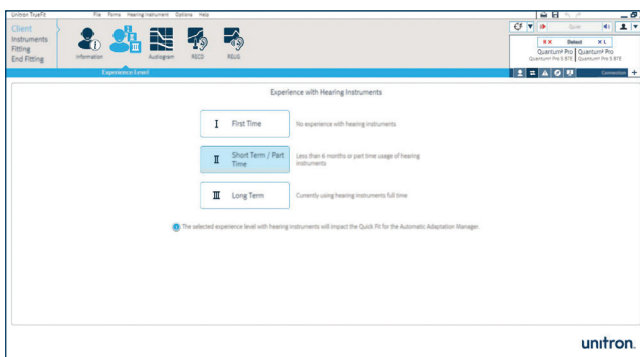 Unitron TrueFit
File Forms Hearing Instrument Options Help
Client
Instruments
Fitting
End Fitting
Information
Audiogram
RECD
REUG
Experience Level
R X Detect X L
Quantum² Pro Quantum² Pro
Connection
Experience with Hearing Instruments
I First Time No experience with hearing instruments
II Short Term / Part Time Less than 6 months or part time usage of hearing instruments
III Long Term Currently using hearing instruments full time
The selected experience level with hearing instruments will impact the Quick Fit for the Automatic Adaptation Manager.
unitron.